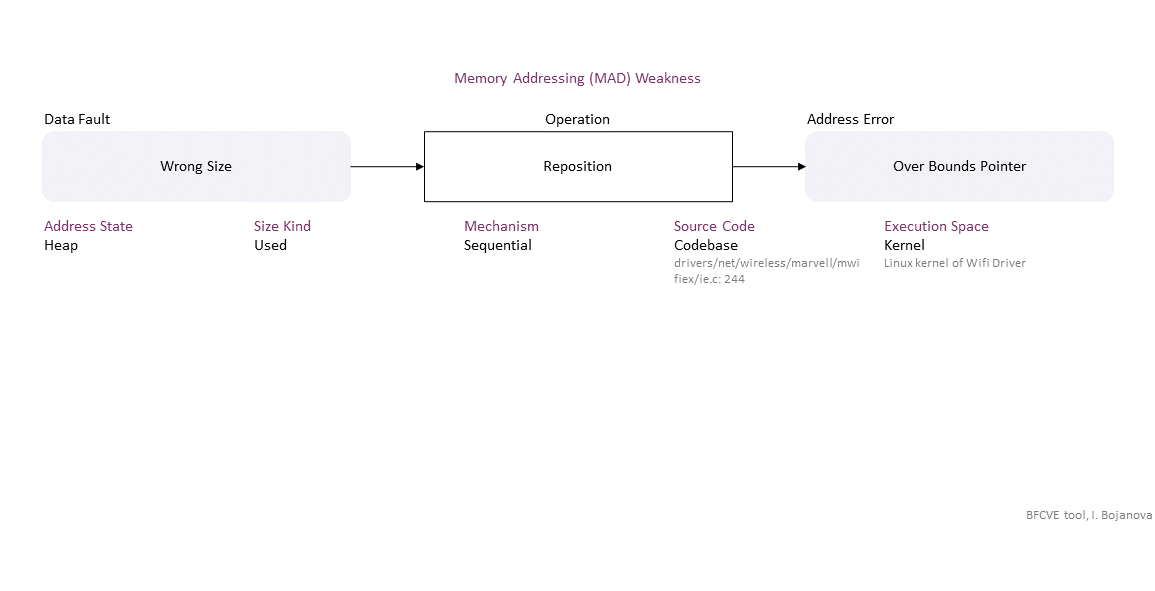 Memory Addressing (MAD) Weakness
Data Fault
Operation
Address Error
Wrong Size
Reposition
Over Bounds Pointer
Address State
Size Kind
Mechanism
Source Code
Execution Space
Heap
Used
Sequential
Codebase
Kernel
drivers/net/wireless/marvell/mwi
Linux kernel of Wifi Driver
fiex/ie.c: 244
BFCVE tool, I. Bojanova